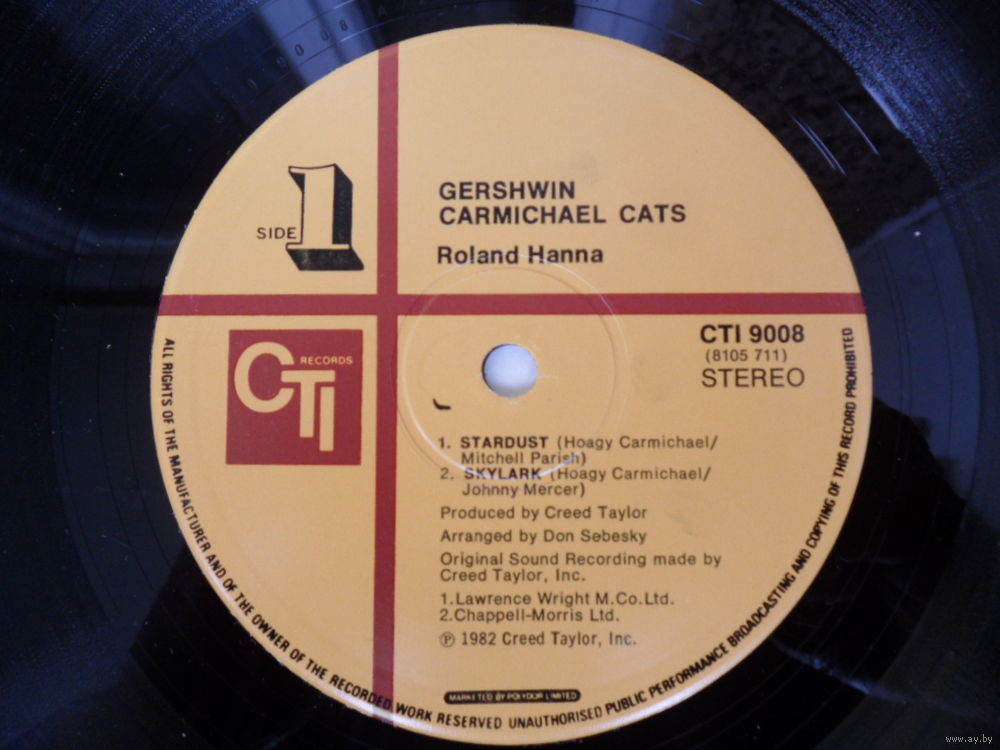 SIDE 1
GERSHWIN
CARMICHAEL CATS
Roland Hanna
CTI RECORDS
CTI 9008
(8105 711)
STEREO
1. STARDUST (Hoagy Carmichael/
Mitchell Parish)
2. SKYLARK (Hoagy Carmichael/
Johnny Mercer)
Produced by Creed Taylor
Arranged by Don Sebesky
Original Sound Recording made by
Creed Taylor, Inc.
1.Lawrence Wright M.Co.Ltd.
2.Chappell-Morris Ltd.
℗ 1982 Creed Taylor, Inc.
MARKETED BY POLYDOR LIMITED
ALL RIGHTS OF THE MANUFACTURER AND OF THE OWNER OF THE RECORDED WORK RESERVED UNAUTHORISED PUBLIC PERFORMANCE BROADCASTING AND COPYING OF THIS RECORD PROHIBITED
www.ay.by